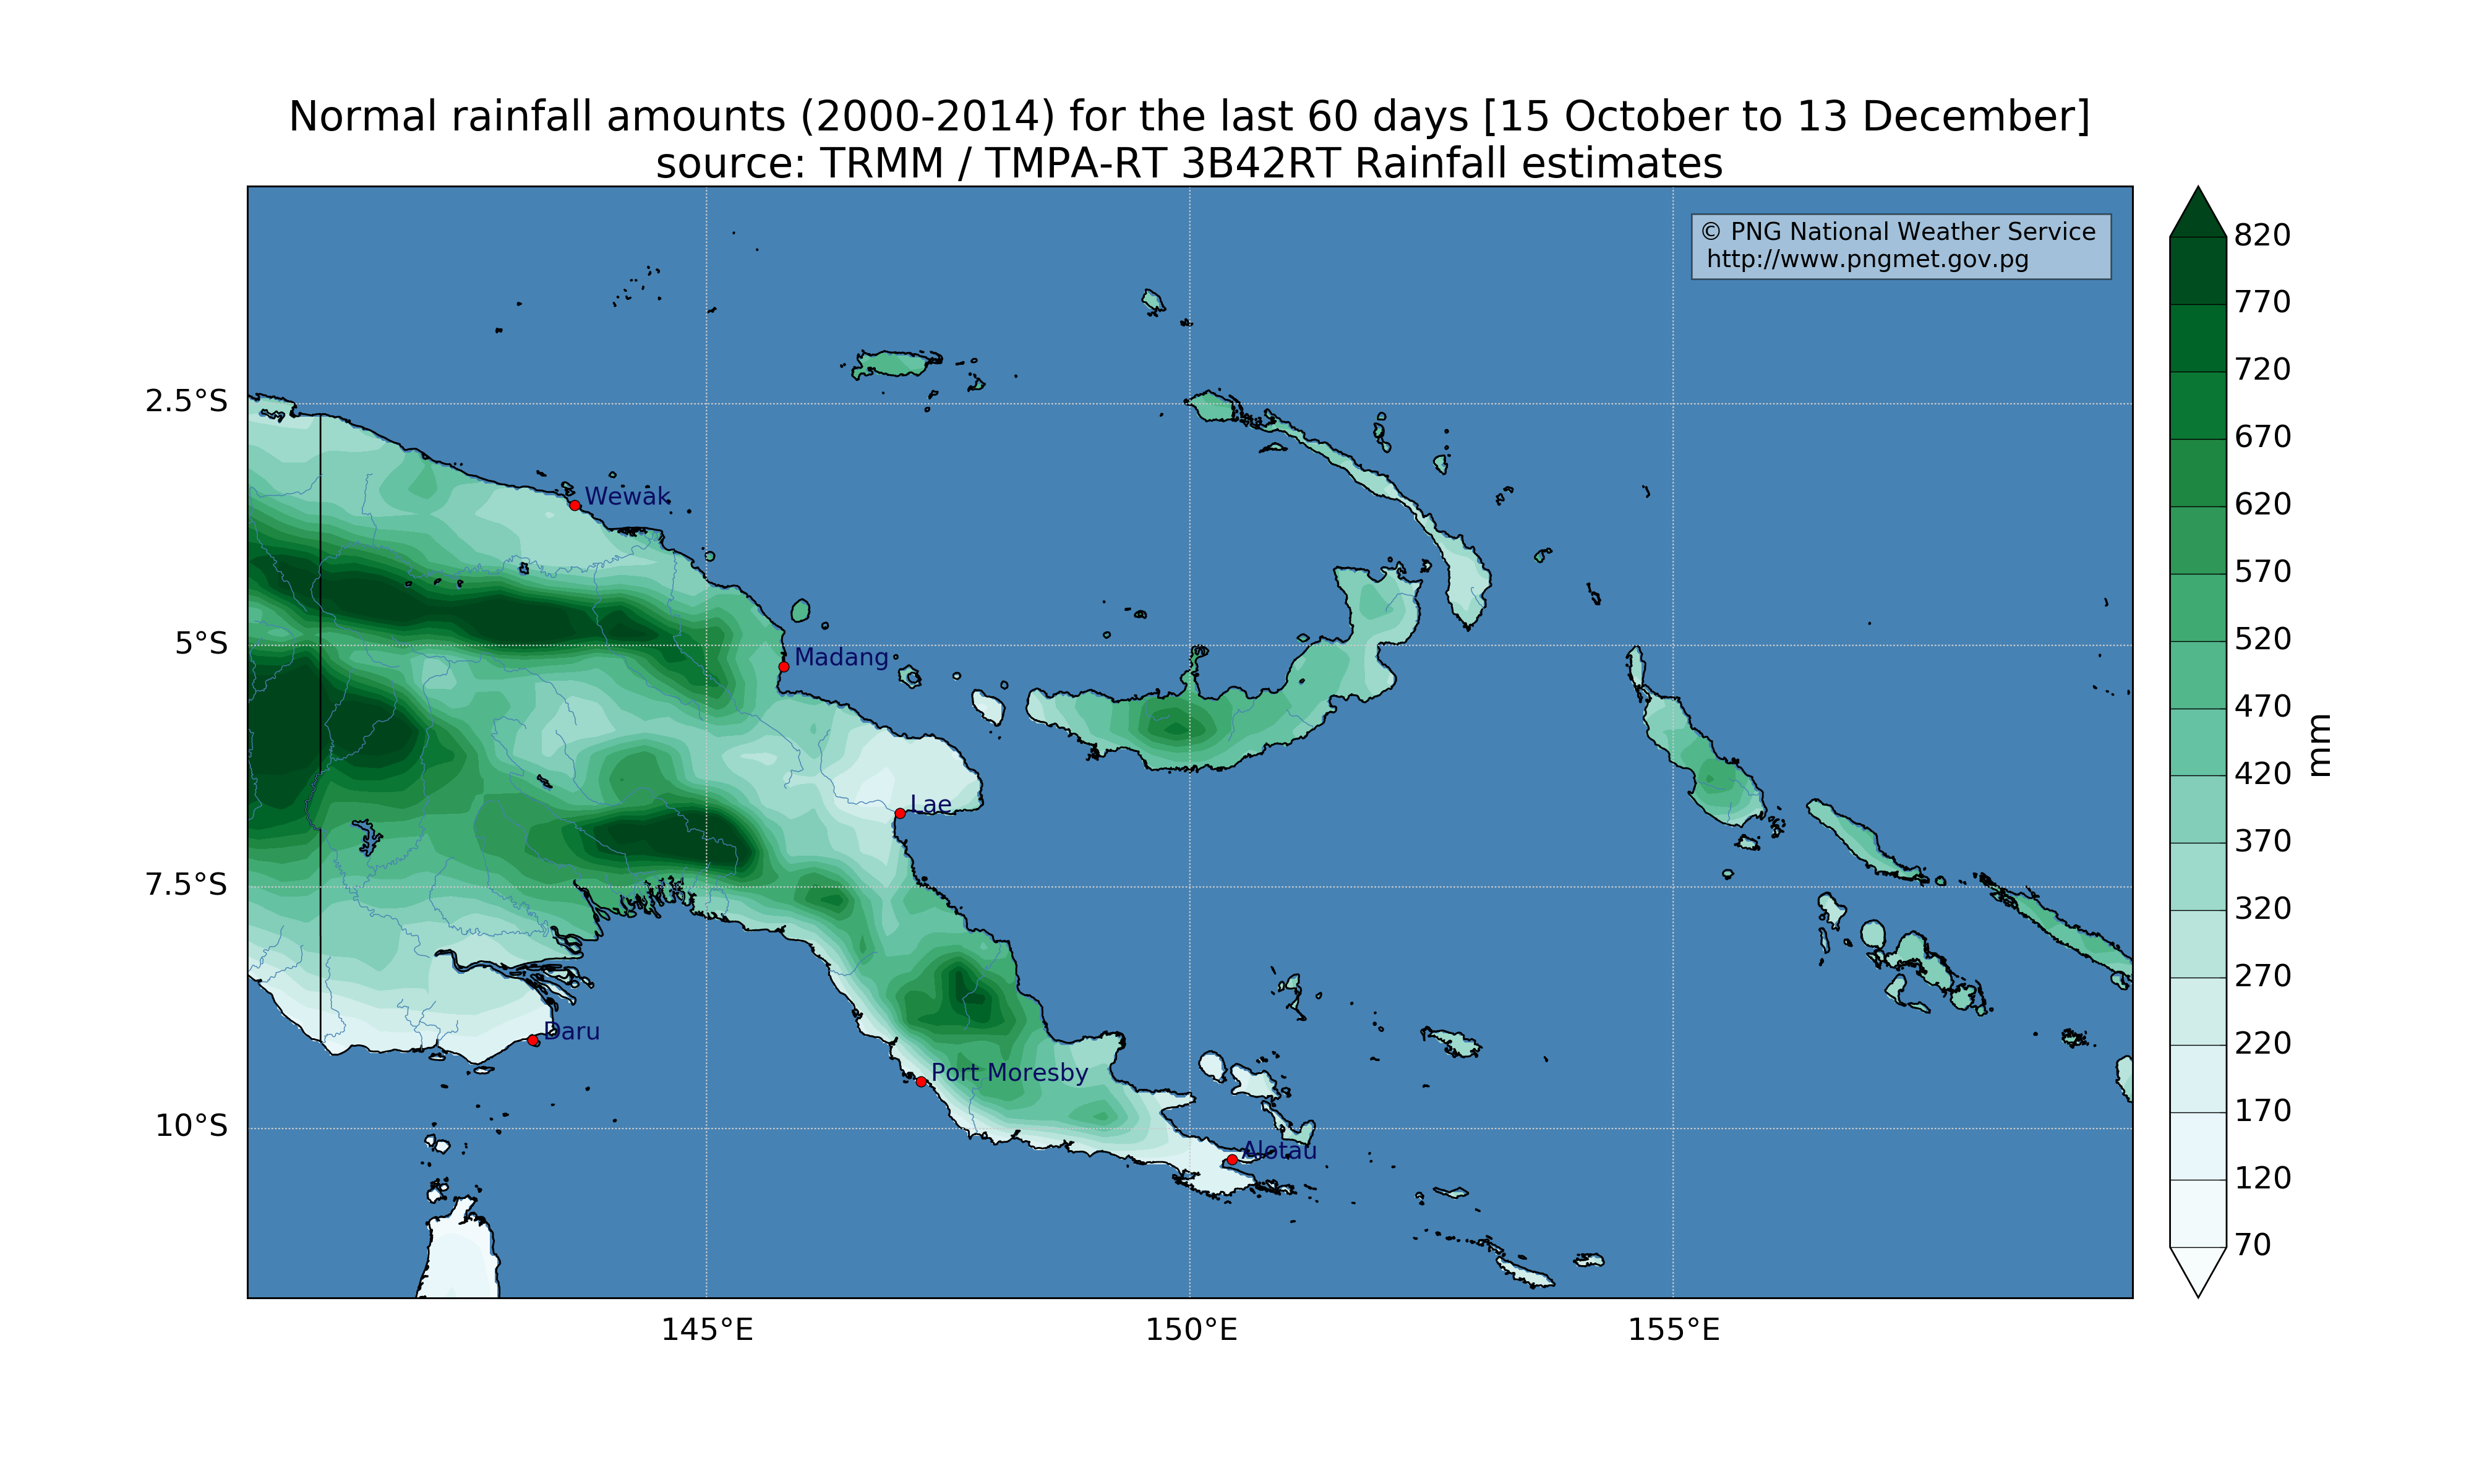 Normal rainfall amounts (2000-2014) for the last 60 days [15 October to 13 December]
source: TRMM / TMPA-RT 3B42RT Rainfall estimates
© PNG National Weather Service
http://www.pngmet.gov.pg
2.5°S
5°S
7.5°S
10°S
Wewak
Madang
Lae
Daru
Port Moresby
Alotau
145°E
150°E
155°E
820
770
720
670
620
570
520
470
420
370
320
270
220
170
120
70
mm